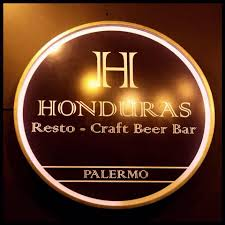 H
HONDURAS
Resto - Craft Beer Bar
PALERMO